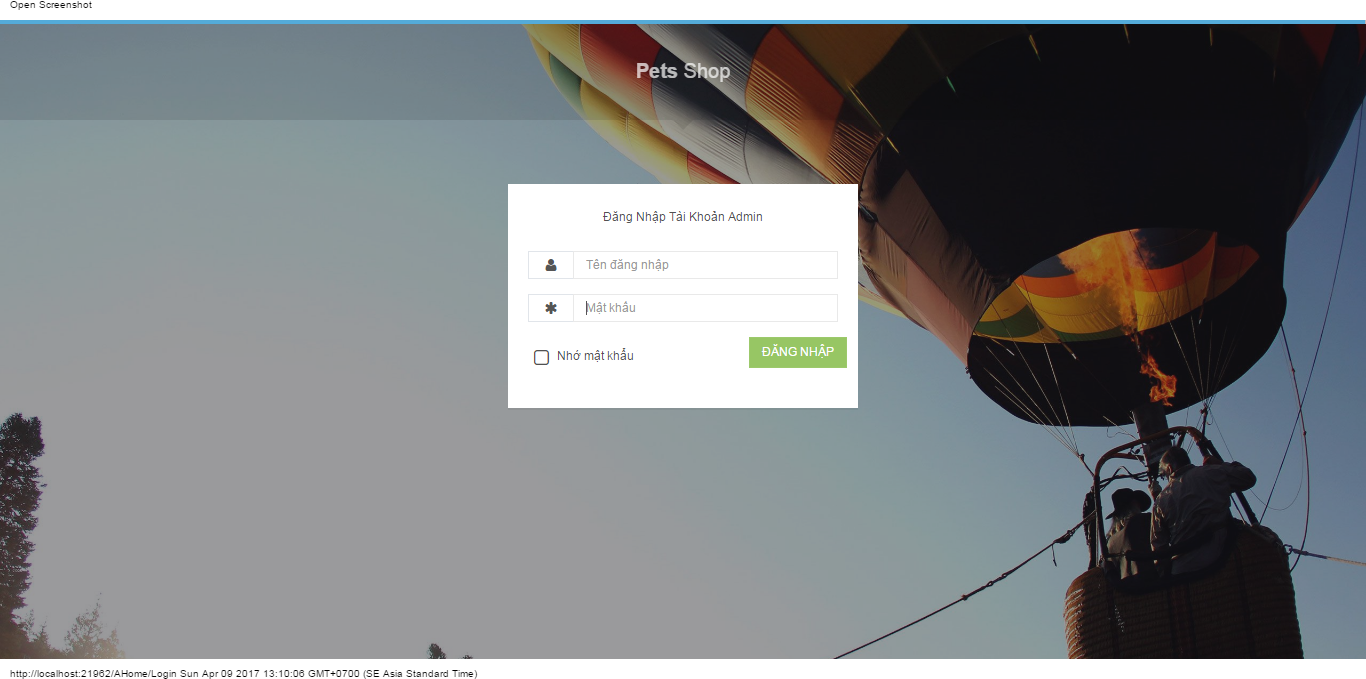 Open Screenshot
Pets Shop
Đăng Nhập Tài Khoản Admin
Tên đăng nhập
Mật khẩu
Nhớ mật khẩu
ĐĂNG NHẬP
http://localhost:21962/AHome/Login Sun Apr 09 2017 13:10:06 GMT+0700 (SE Asia Standard Time)